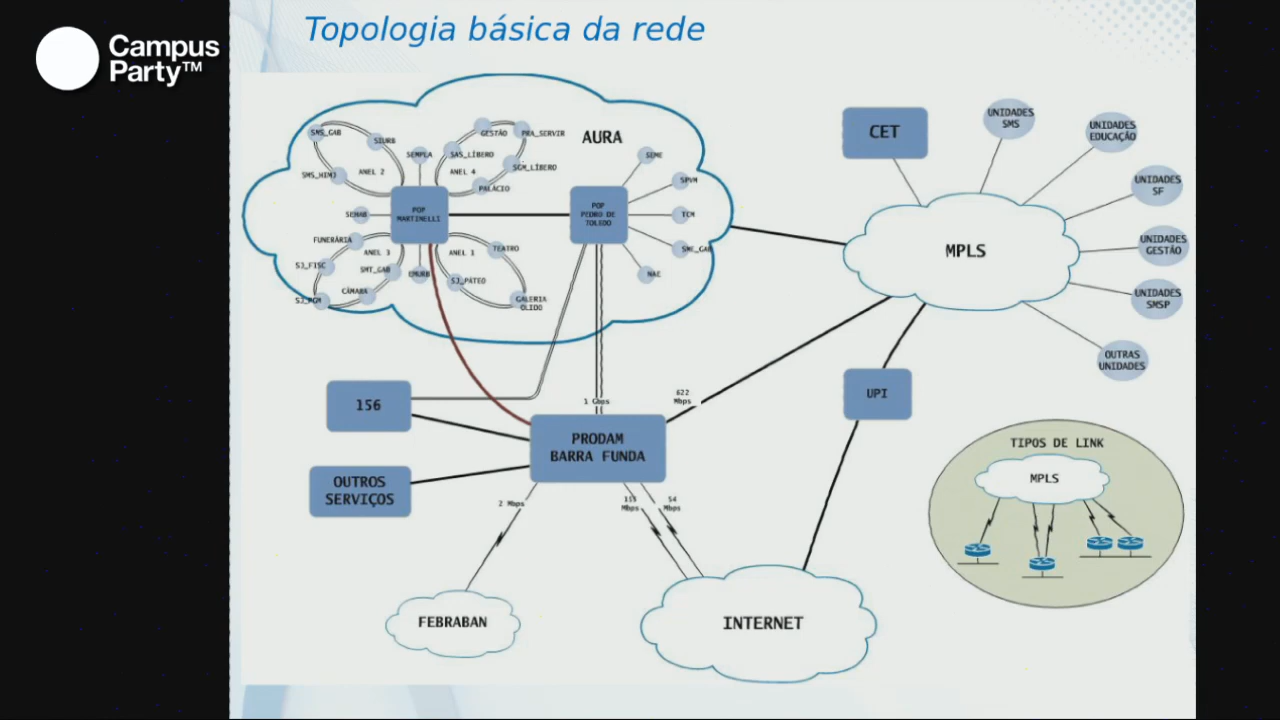 Topologia básica da rede
Campus
Party™
AURA
SMS_GAB
SIURB
SMS_NIMJ
ANEL 2
SEMPLA
GESTÃO
PRA_SERVIR
SAS_LÍBERO
SGM_LÍBERO
ANEL 4
PALÁCIO
SEHAB
POP
MARTINELLI
POP
PEDRO DE
TOLEDO
SEME
SPVM
TCM
SME_GAB
NAE
FUNERÁRIA
ANEL 3
SJ_FISC
SMT_GAB
CÂMARA
SJ_PGM
EMURB
ANEL 1
TEATRO
SJ_PÁTEO
GALERIA
OLIDO
CET
UNIDADES
SMS
UNIDADES
EDUCAÇÃO
UNIDADES
SF
UNIDADES
GESTÃO
UNIDADES
SMSP
OUTRAS
UNIDADES
MPLS
156
OUTROS
SERVIÇOS
1 Gbps
622
Mbps
PRODAM
BARRA FUNDA
UPI
2 Mbps
155
Mbps
54
Mbps
FEBRABAN
INTERNET
TIPOS DE LINK
MPLS